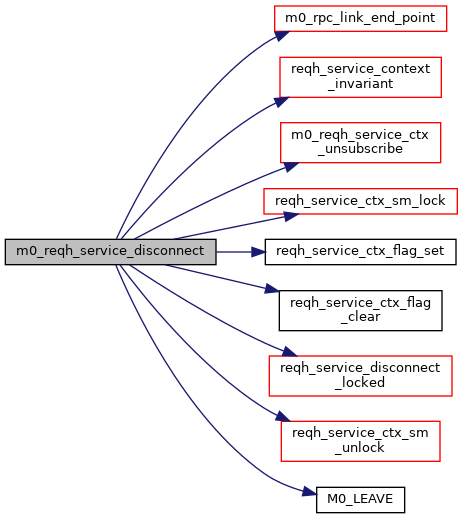 m0_rpc_link_end_point
reqh_service_context
_invariant
m0_reqh_service_ctx
_unsubscribe
reqh_service_ctx_sm_lock
m0_reqh_service_disconnect
reqh_service_ctx_flag_set
reqh_service_ctx_flag
_clear
reqh_service_disconnect
_locked
reqh_service_ctx_sm
_unlock
M0_LEAVE